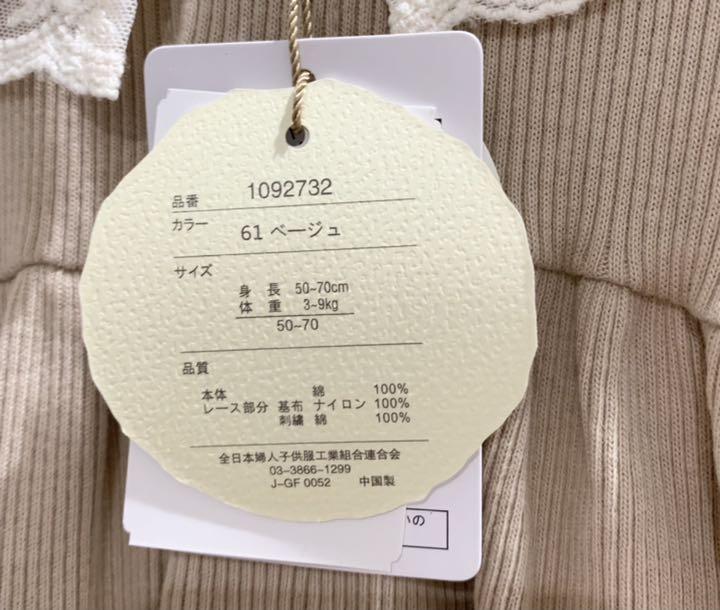 品番 1092732
カラー 61 ベージュ
サイズ
身 長 50~70cm
体 重 3~9kg
50~70
品質
本体 綿 100%
レース部分 基布 ナイロン 100%
刺繍 綿 100%
全日本婦人子供服工業組合連合会
03-3866-1299
J-GF 0052 中国製
いの